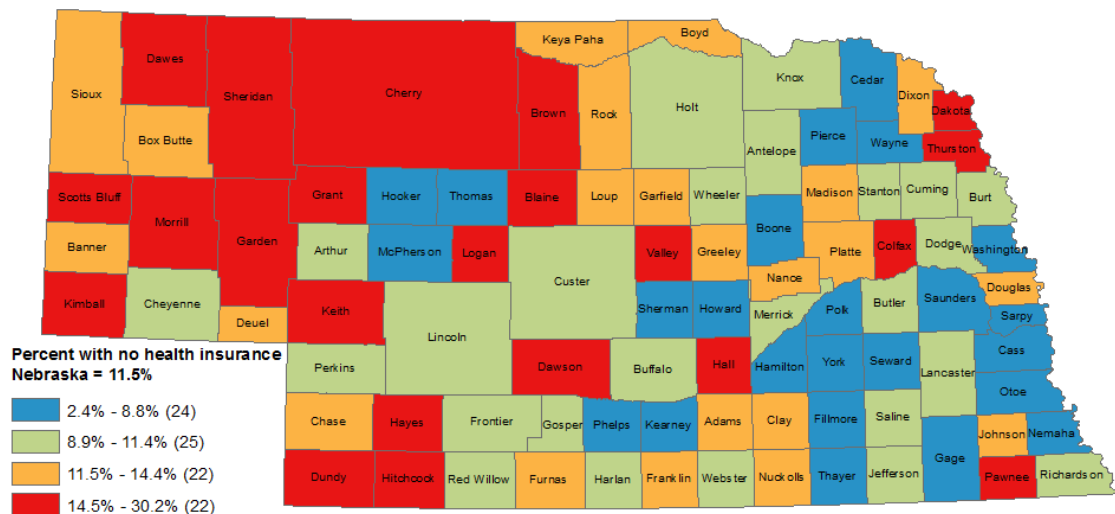 Keya Paha
Boyd
Dawes
Sheridan
Cherry
Brown
Rock
Holt
Knox
Cedar
Dixon
Dakota
Sioux
Box Butte
Antelope
Pierce
Wayne
Thurston
Scotts Bluff
Morrill
Garden
Grant
Hooker
Thomas
Blaine
Loup
Garfield
Wheeler
Madison
Stanton
Cuming
Burt
Banner
Arthur
McPherson
Logan
Custer
Valley
Greeley
Boone
Platte
Colfax
Dodge
Washington
Kimball
Cheyenne
Deuel
Keith
Lincoln
Sherman
Howard
Nance
Merrick
Polk
Butler
Saunders
Douglas
Sarpy
Perkins
Dawson
Buffalo
Hall
Hamilton
York
Seward
Lancaster
Cass
Otoe
Chase
Hayes
Frontier
Gosper
Phelps
Kearney
Adams
Clay
Fillmore
Saline
Gage
Johnson
Nemaha
Dundy
Hitchcock
Red Willow
Furnas
Harlan
Franklin
Webster
Nuckolls
Thayer
Jefferson
Pawnee
Richardson
Percent with no health insurance
Nebraska = 11.5%
2.4% - 8.8% (24)
8.9% - 11.4% (25)
11.5% - 14.4% (22)
14.5% - 30.2% (22)